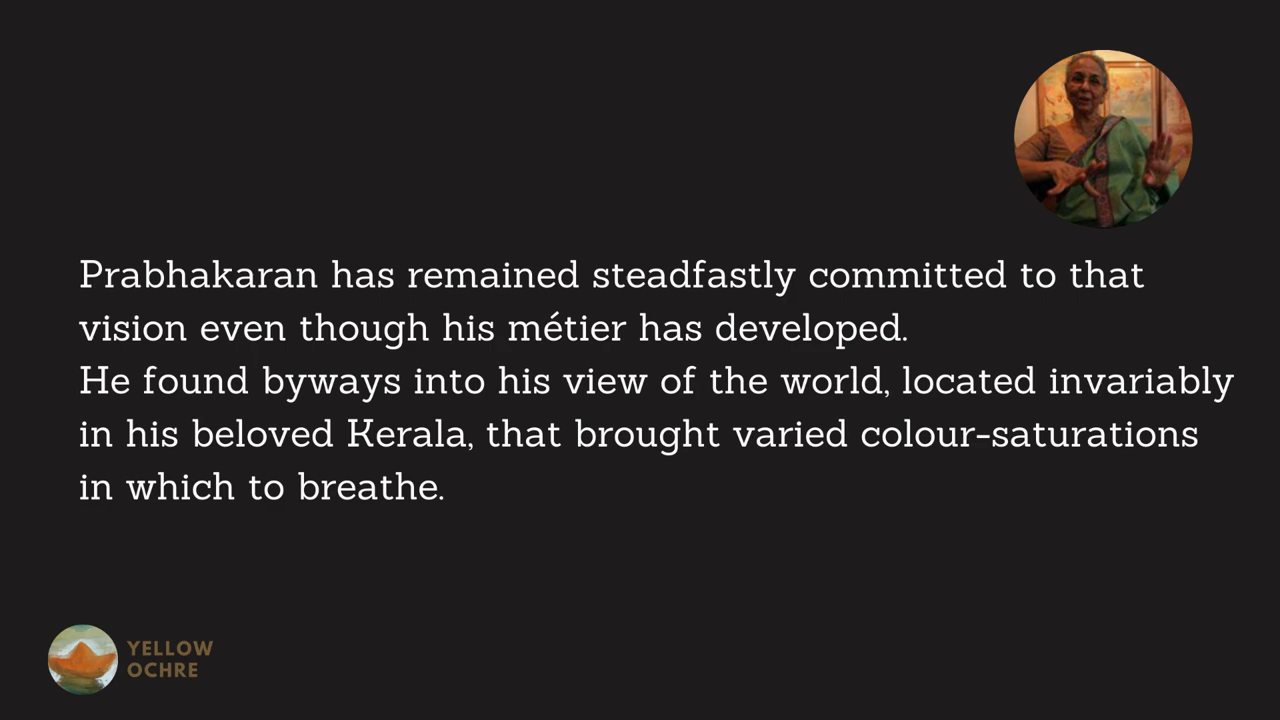 Prabhakaran has remained steadfastly committed to that
vision even though his métier has developed.
He found byways into his view of the world, located invariably
in his beloved Kerala, that brought varied colour-saturations
in which to breathe.
YELLOW
OCHRE